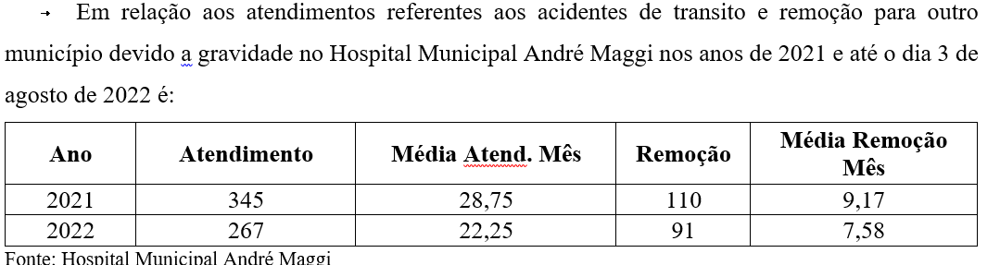 → Em relação aos atendimentos referentes aos acidentes de transito e remoção para outro
município devido a gravidade no Hospital Municipal André Maggi nos anos de 2021 e até o dia 3 de
agosto de 2022 é:
Ano Atendimento Média Atend. Mês Remoção Média Remoção Mês
2021 345 28,75 110 9,17
2022 267 22,25 91 7,58
Fonte: Hospital Municipal André Maggi